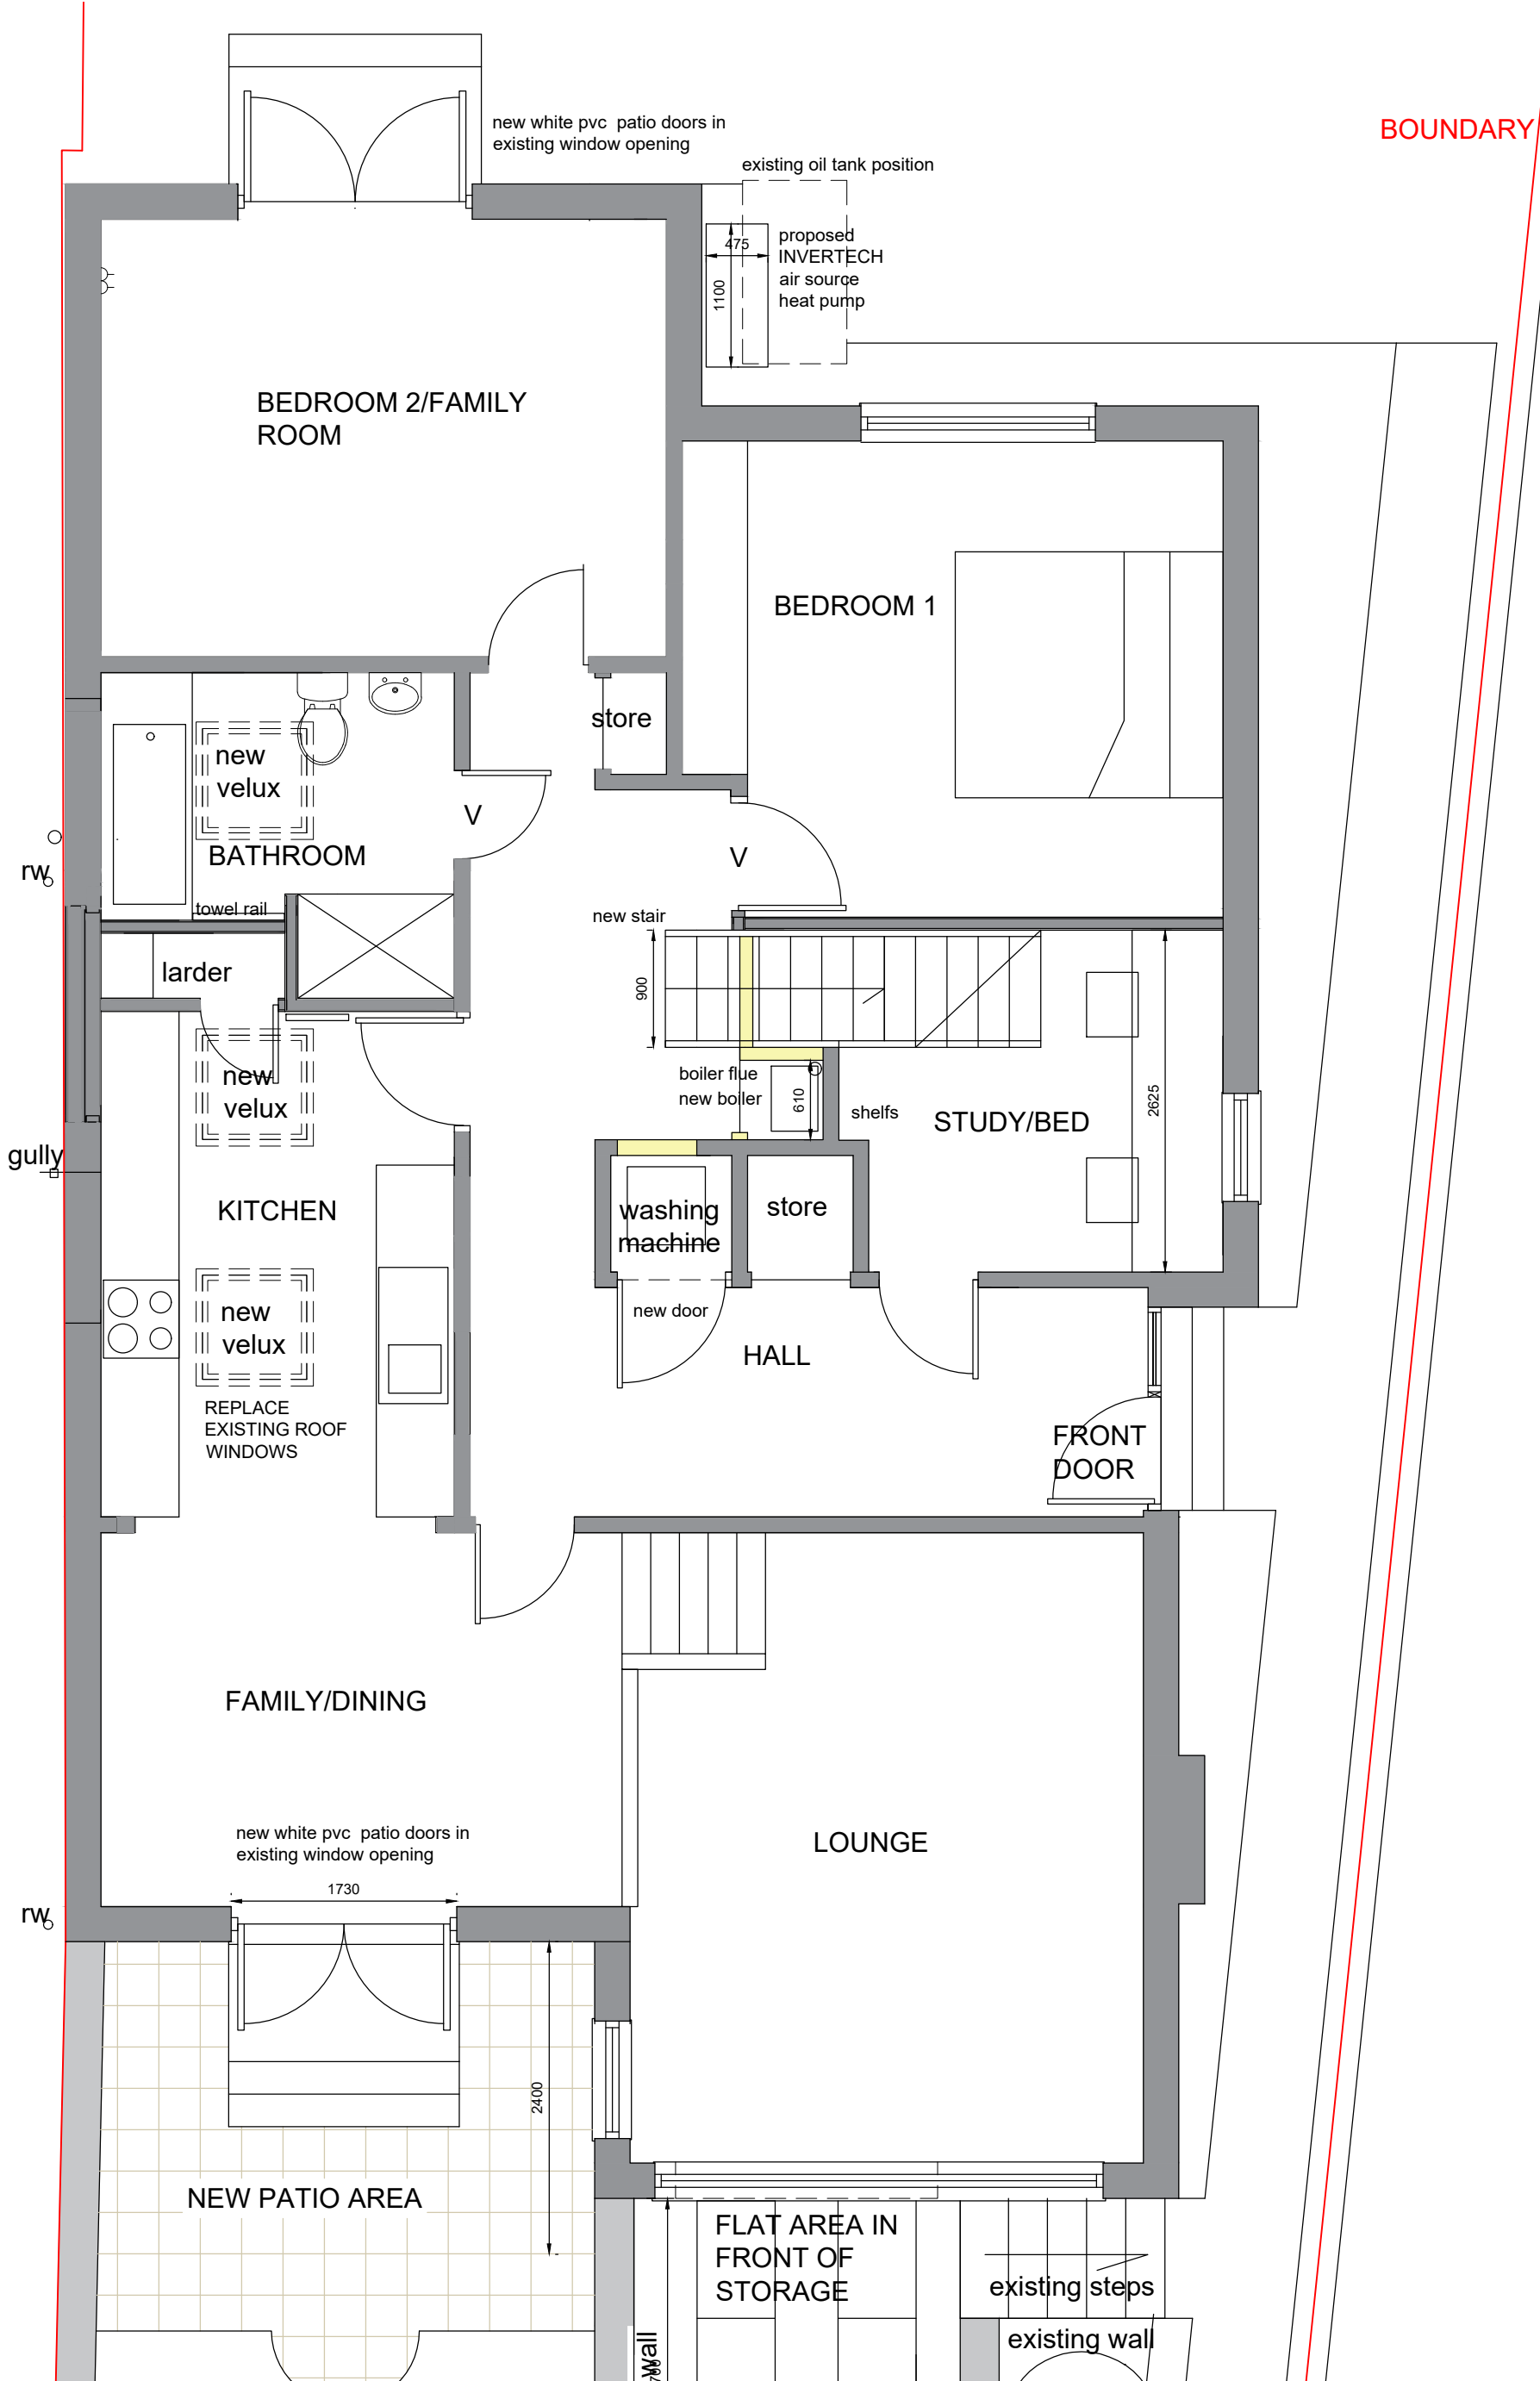 new white pvc patio doors in
existing window opening
BOUNDARY
existing oil tank position
475
1100
proposed
INVERTECH
air source
heat pump
BEDROOM 2/FAMILY
ROOM
BEDROOM 1
store
new
velux
V
BATHROOM
V
rw
towel rail
new stair
larder
900
new
velux
boiler flue
new boiler
610
shelfs
STUDY/BED
2625
gully
KITCHEN
washing
machine
store
new
velux
new door
HALL
REPLACE
EXISTING ROOF
WINDOWS
FRONT
DOOR
FAMILY/DINING
new white pvc patio doors in
existing window opening
LOUNGE
1730
rw
2400
NEW PATIO AREA
FLAT AREA IN
FRONT OF
STORAGE
existing steps
existing wall
wall